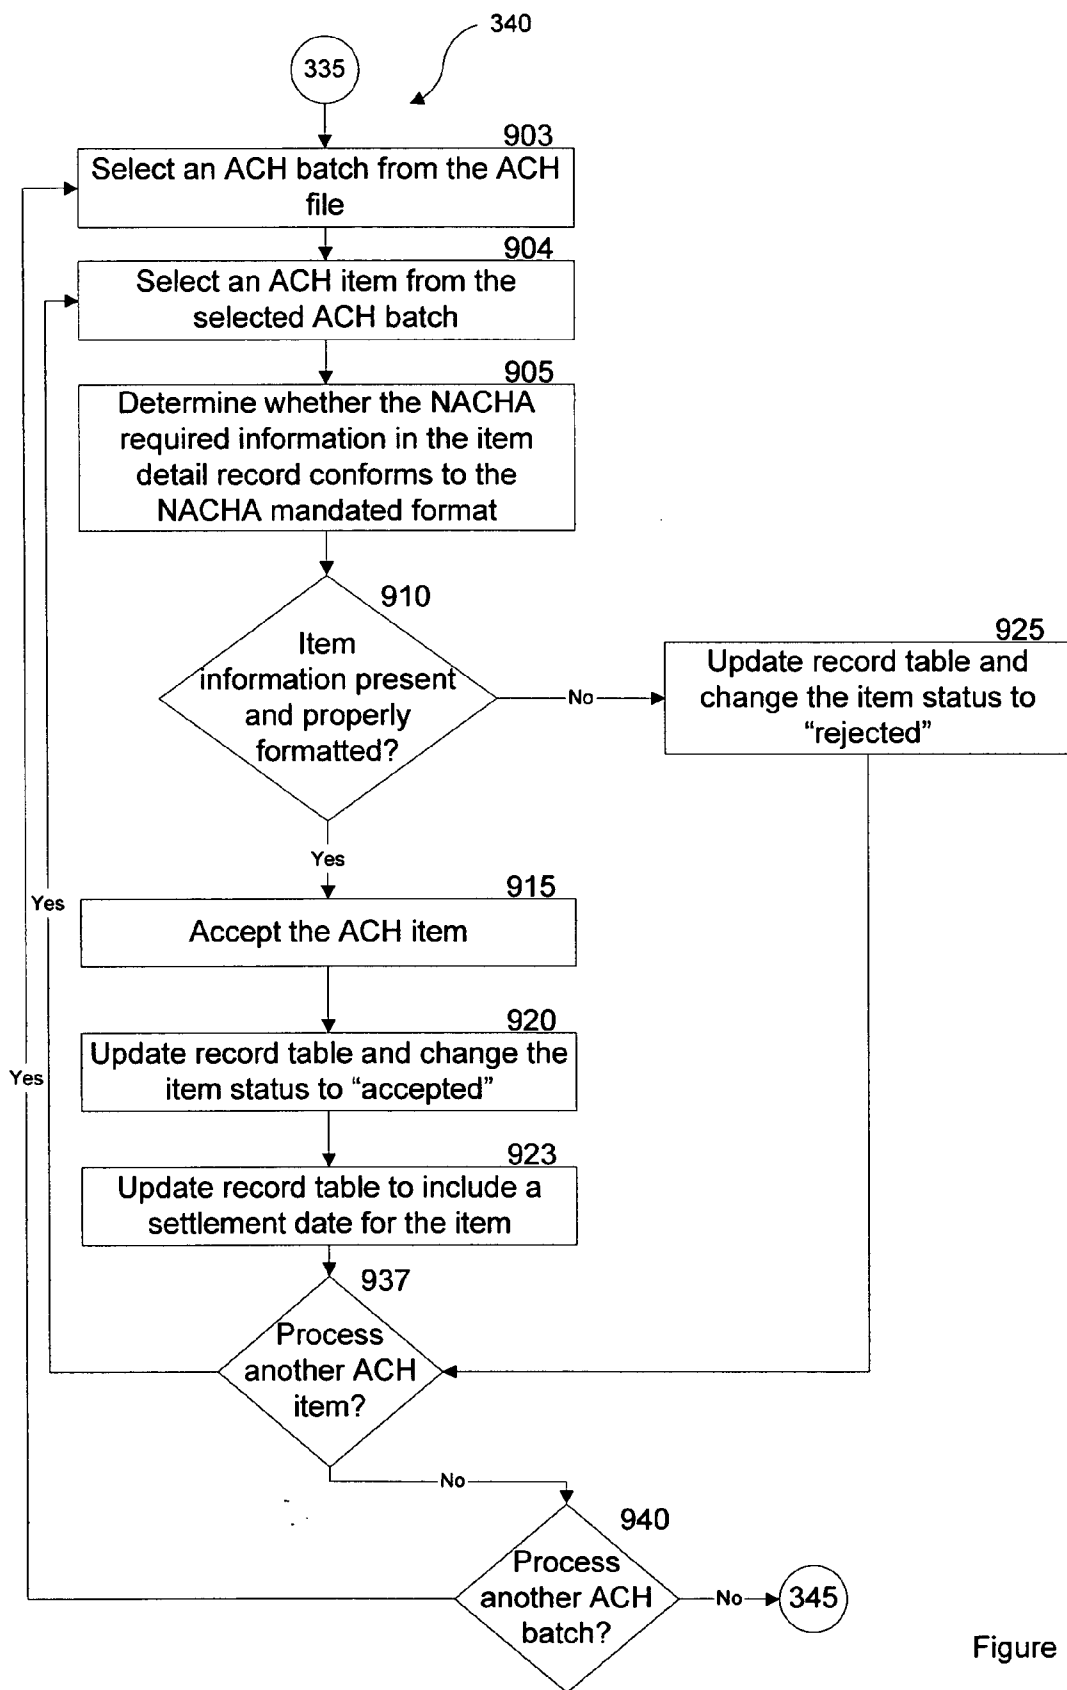 340
335
903
Select an ACH batch from the ACH
file
904
Select an ACH item from the
selected ACH batch
905
Determine whether the NACHA
required information in the item
detail record conforms to the
NACHA mandated format
910
Item
information present
and properly
formatted?
No
925
Update record table and
change the item status to
“rejected”
Yes
915
Accept the ACH item
Yes
920
Update record table and change the
item status to “accepted”
Yes
923
Update record table to include a
settlement date for the item
937
Process
another ACH
item?
No
940
Process
another ACH
batch?
No
345
Figure